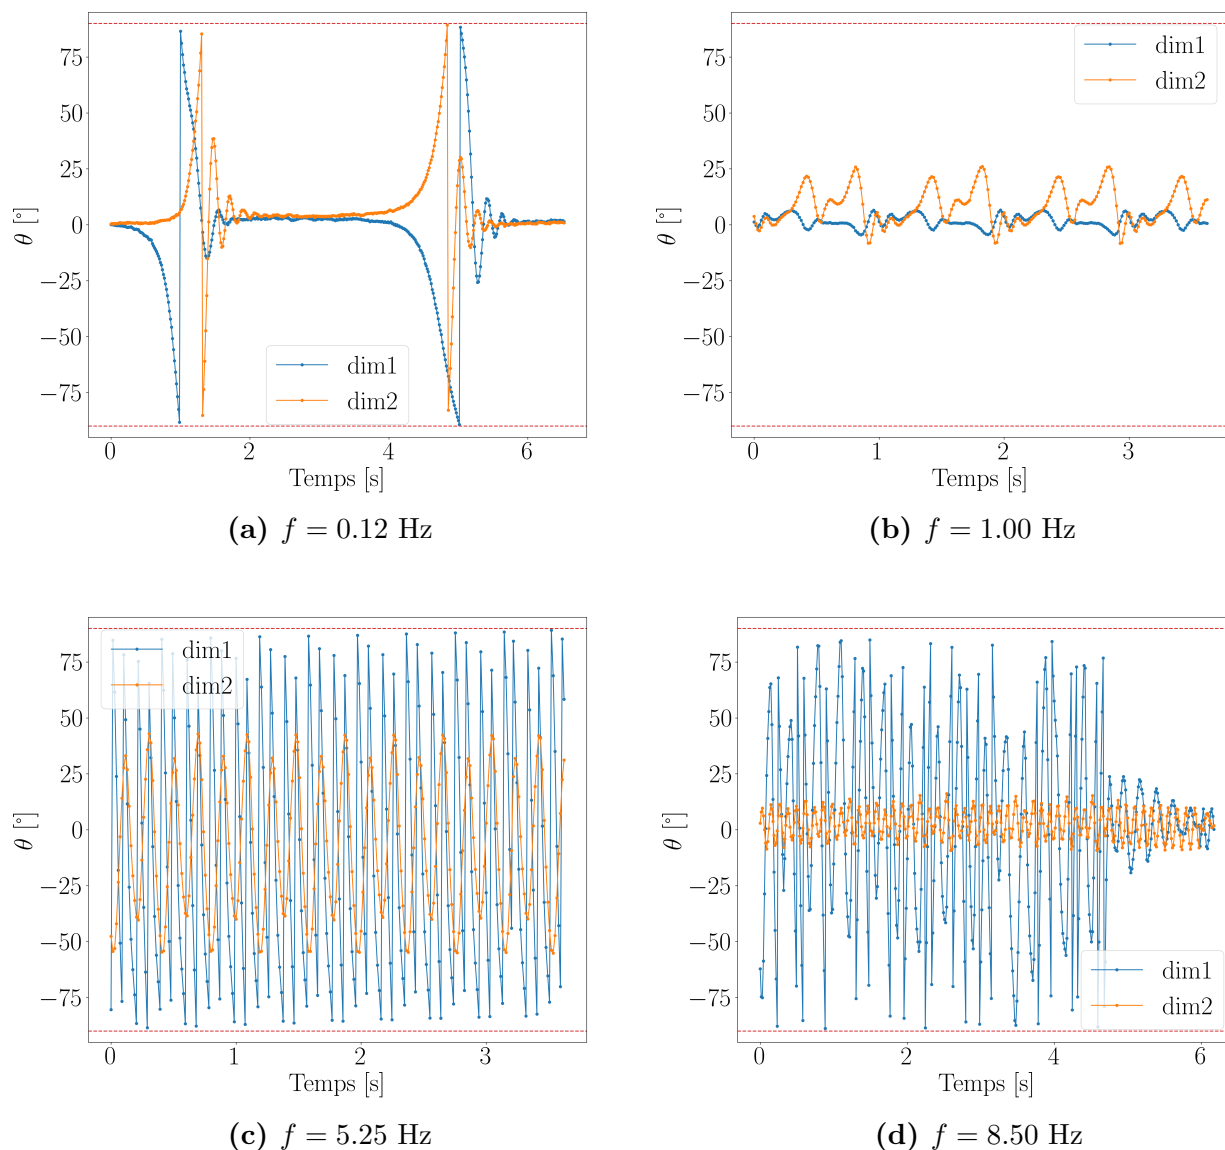 75
50
25
0
−25
−50
−75
θ [°]
dim1
dim2
0 2 4 6
Temps [s]
(a) f = 0.12 Hz
75
50
25
0
−25
−50
−75
θ [°]
dim1
dim2
0 1 2 3
Temps [s]
(b) f = 1.00 Hz
75
50
25
0
−25
−50
−75
θ [°]
dim1
dim2
0 1 2 3
Temps [s]
(c) f = 5.25 Hz
75
50
25
0
−25
−50
−75
θ [°]
dim1
dim2
0 2 4 6
Temps [s]
(d) f = 8.50 Hz